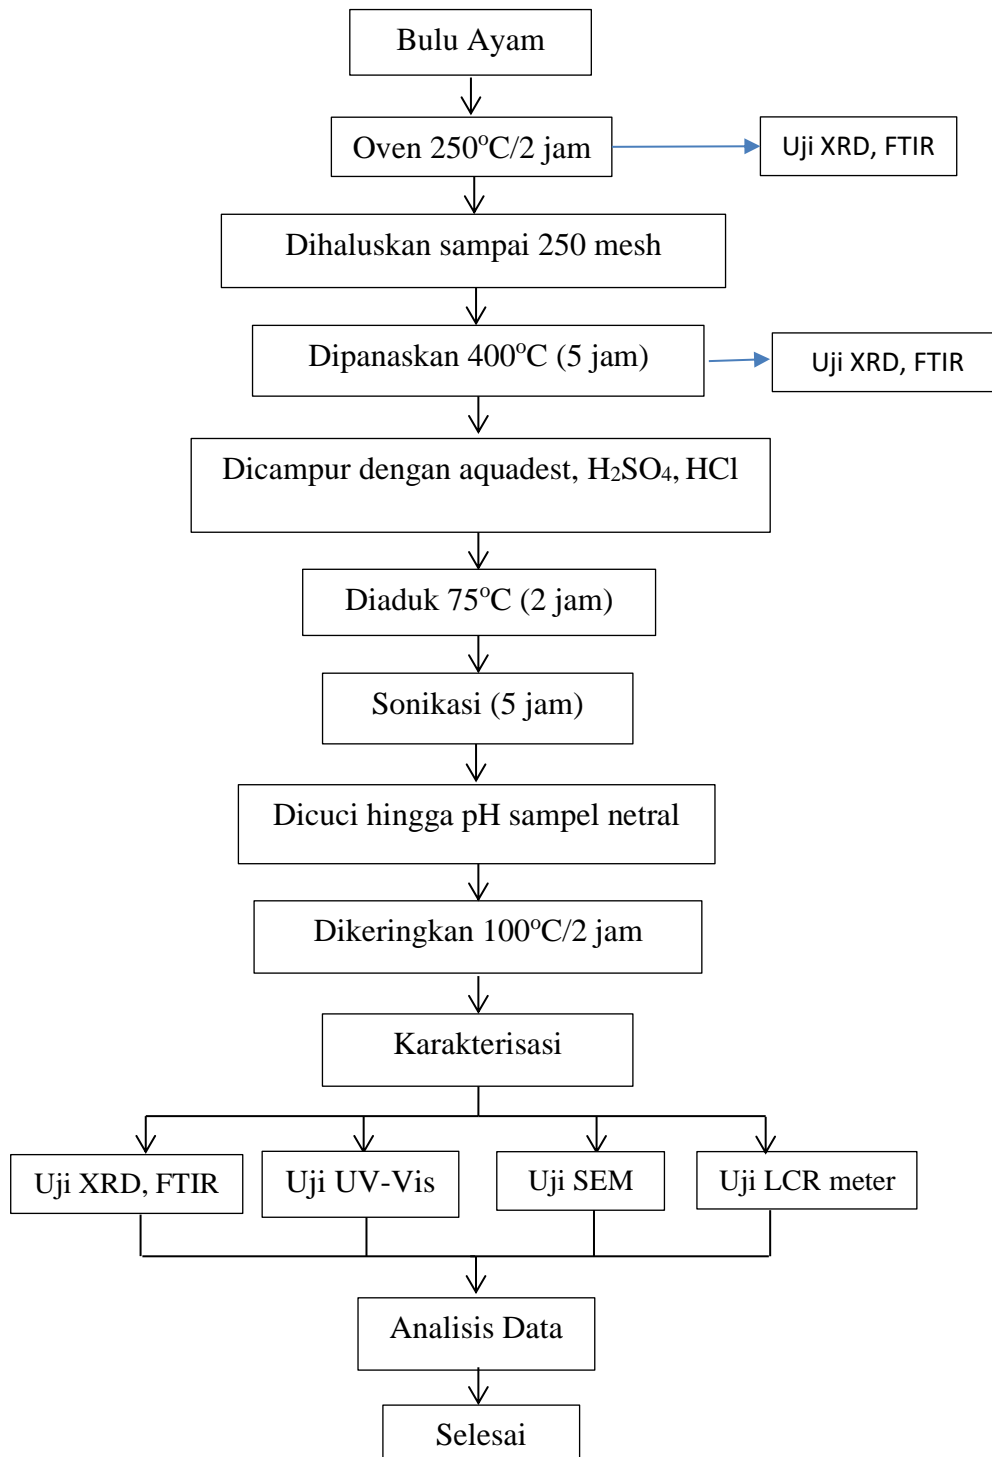 Bulu Ayam
Oven 250°C/2 jam
Uji XRD, FTIR
Dihaluskan sampai 250 mesh
Dipanaskan 400°C (5 jam)
Uji XRD, FTIR
Dicampur dengan aquadest, H₂SO₄, HCl
Diaduk 75°C (2 jam)
Sonikasi (5 jam)
Dicuci hingga pH sampel netral
Dikeringkan 100°C/2 jam
Karakterisasi
Uji XRD, FTIR
Uji UV-Vis
Uji SEM
Uji LCR meter
Analisis Data
Selesai